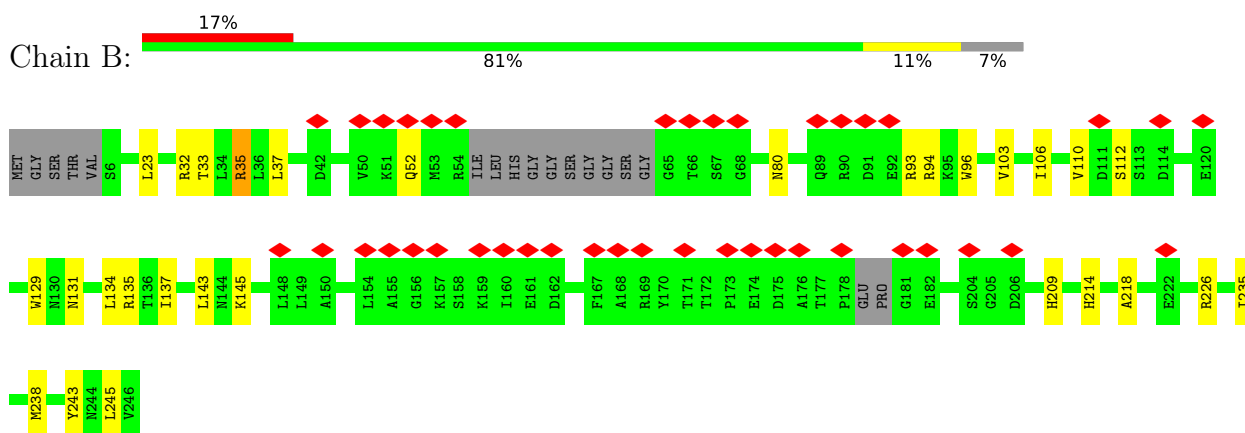 17%
Chain B:
81% 11% 7%
MET GLY SER THR VAL S6 L23 R32 T33 L34 R35 L36 L37 D42 V50 K51 Q52 M53 R54 ILE LEU HIS GLY GLY SER GLY GLY SER GLY G65 T66 S67 G68 N80 Q89 R90 D91 E92 R93 R94 K95 W96 V103 I106 V110 D111 S112 S113 D114 E120
W129 N130 N131 L134 R135 T136 I137 L143 N144 K145 L148 L149 A150 L154 A155 G156 K157 S158 K159 I160 E161 D162 F167 A168 R169 Y170 T171 T172 P173 E174 D175 A176 T177 P178 GLU PRO G181 E182 S204 G205 D206 H209 H214 A218 E222 R226 I235
M238 Y243 N244 L245 V246